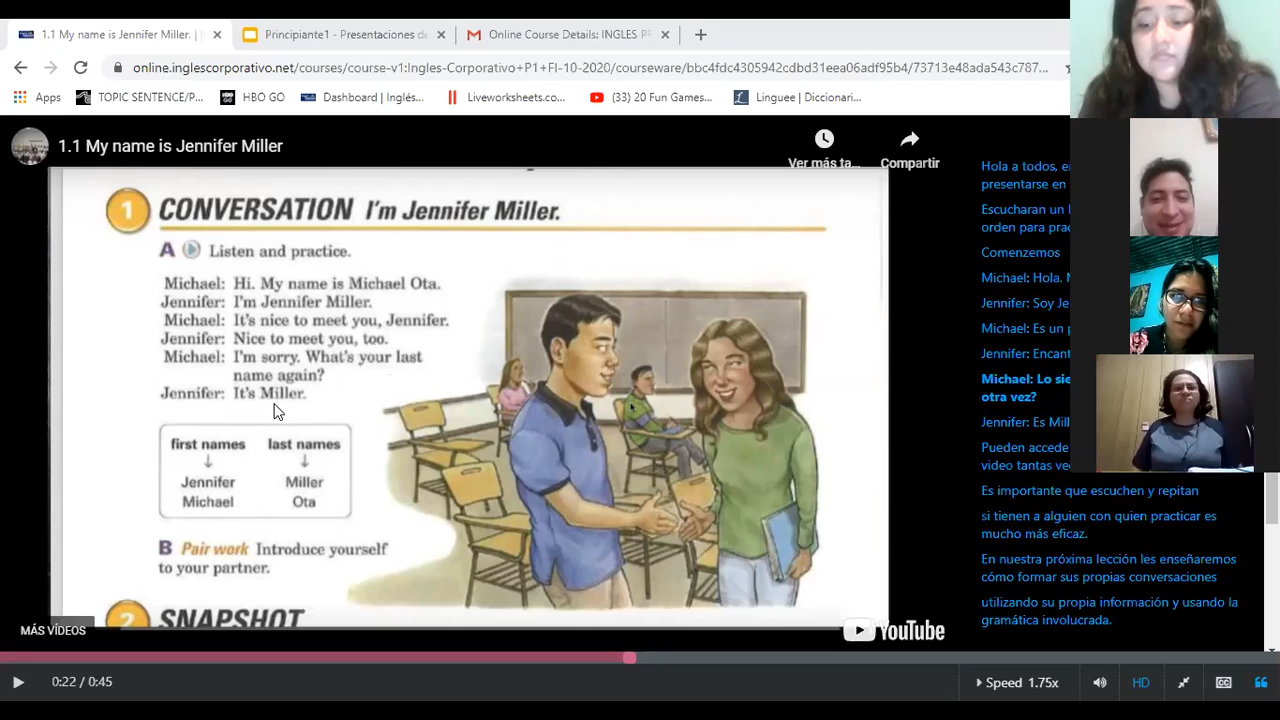 1.1 My name is Jennifer Miller. |
Principiante1 - Presentaciones de
Online Course Details: INGLES PR
online.inglescorporativo.net/courses/course-v1:Ingles-Corporativo+P1+FI-10-2020/courseware/bbc4fdc4305942cdbd31eea06adf95b4/73713e48ada543c787...
Apps
TOPIC SENTENCE/P...
HBO GO
Dashboard | Inglés...
Liveworksheets.co...
(33) 20 Fun Games...
Linguee | Diccionari...
1.1 My name is Jennifer Miller
Ver más ta...
Compartir
1 CONVERSATION I'm Jennifer Miller.
A Listen and practice.
Michael: Hi. My name is Michael Ota.
Jennifer: I'm Jennifer Miller.
Michael: It's nice to meet you, Jennifer.
Jennifer: Nice to meet you, too.
Michael: I'm sorry. What's your last
name again?
Jennifer: It's Miller.
first names last names
Jennifer Miller
Michael Ota
B Pair work Introduce yourself
to your partner.
2 SNAPSHOT
MÁS VÍDEOS
YouTube
Hola a todos, e
presentarse en
Escucharan un
orden para pra
Comenzemos
Michael: Hola. M
Jennifer: Soy Je
Michael: Es un p
Jennifer: Encant
Michael: Lo sie
otra vez?
Jennifer: Es Mill
Pueden accede
video tantas ve
Es importante que escuchen y repitan
si tienen a alguien con quien practicar es
mucho más eficaz.
En nuestra próxima lección les enseñaremos
cómo formar sus propias conversaciones
utilizando su propia información y usando la
gramática involucrada.
0:22 / 0:45
Speed 1.75x
HD
CC